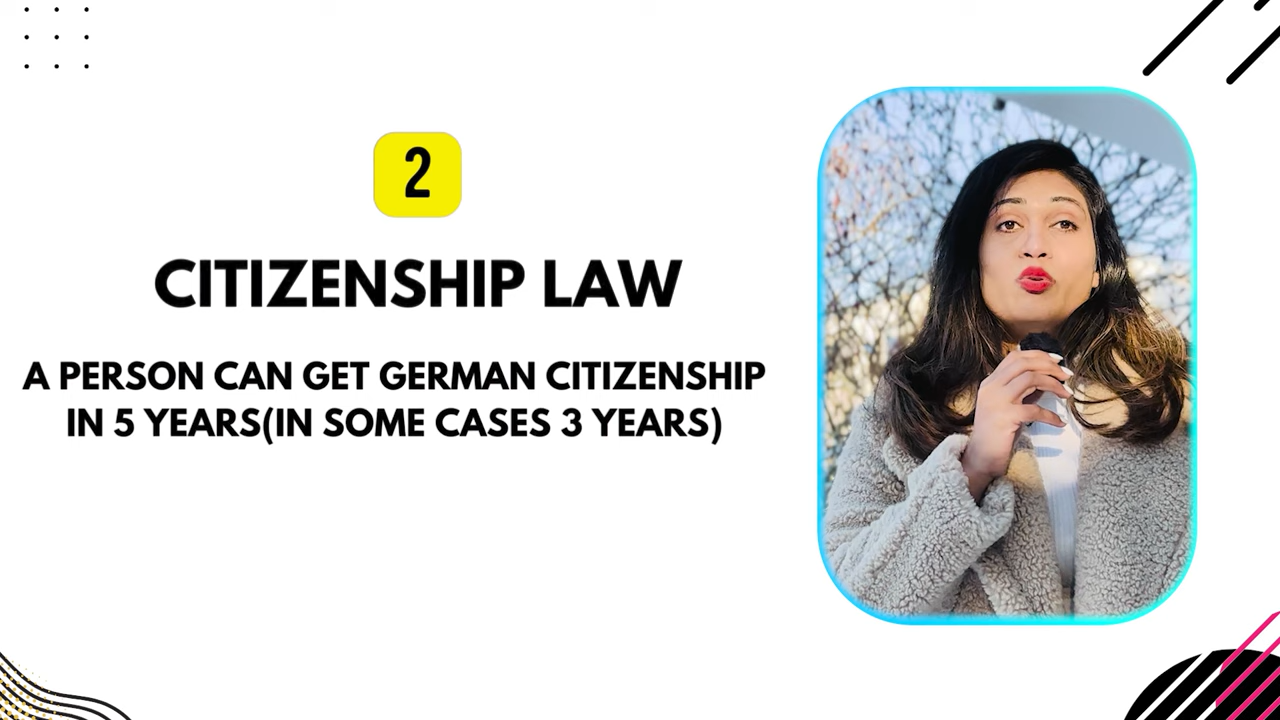 2
CITIZENSHIP LAW
A PERSON CAN GET GERMAN CITIZENSHIP
IN 5 YEARS(IN SOME CASES 3 YEARS)